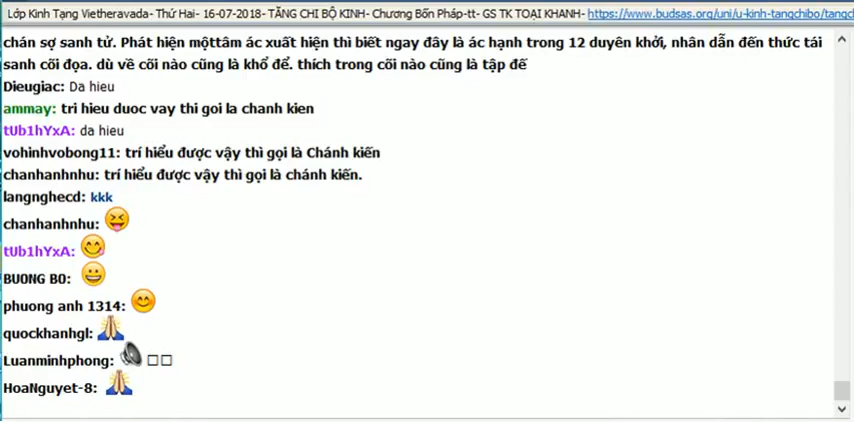 Lớp Kinh Tạng Vietheravada- Thứ Hai- 16-07-2018- TĂNG CHI BỘ KINH- Chương Bốn Pháp-tt- GS TK TOẠI KHANH- https://www.budsas.org/uni/u-kinh-tangchibo/tangc
chán sợ sanh tử. Phát hiện mộttâm ác xuất hiện thì biết ngay đây là ác hạnh trong 12 duyên khởi, nhân dẫn đến thức tái
sanh cõi đọa. dù về cõi nào cũng là khổ đế. thích trong cõi nào cũng là tập đế
Dieugiac: Da hieu
ammay: tri hieu duoc vay thi goi la chanh kien
tUb1hYxA: da hieu
vohinhvobong11: trí hiểu được vậy thì gọi là Chánh kiến
chanhanhnhu: trí hiểu được vậy thì gọi là chánh kiến.
langnghecd: kkk
chanhanhnhu:
tUb1hYxA:
BUONG BO:
phuong anh 1314:
quockhanhgl:
Luanminhphong:
HoaNguyet-8: